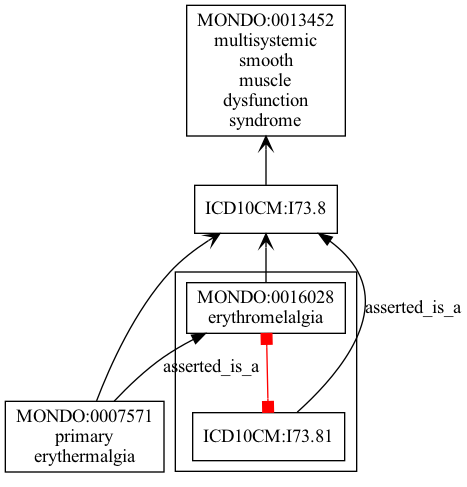 MONDO:0013452
multisystemic
smooth
muscle
dysfunction
syndrome
ICD10CM:I73.8
MONDO:0016028
erythromelalgia
asserted_is_a
asserted_is_a
MONDO:0007571
primary
erythermalgia
ICD10CM:I73.81